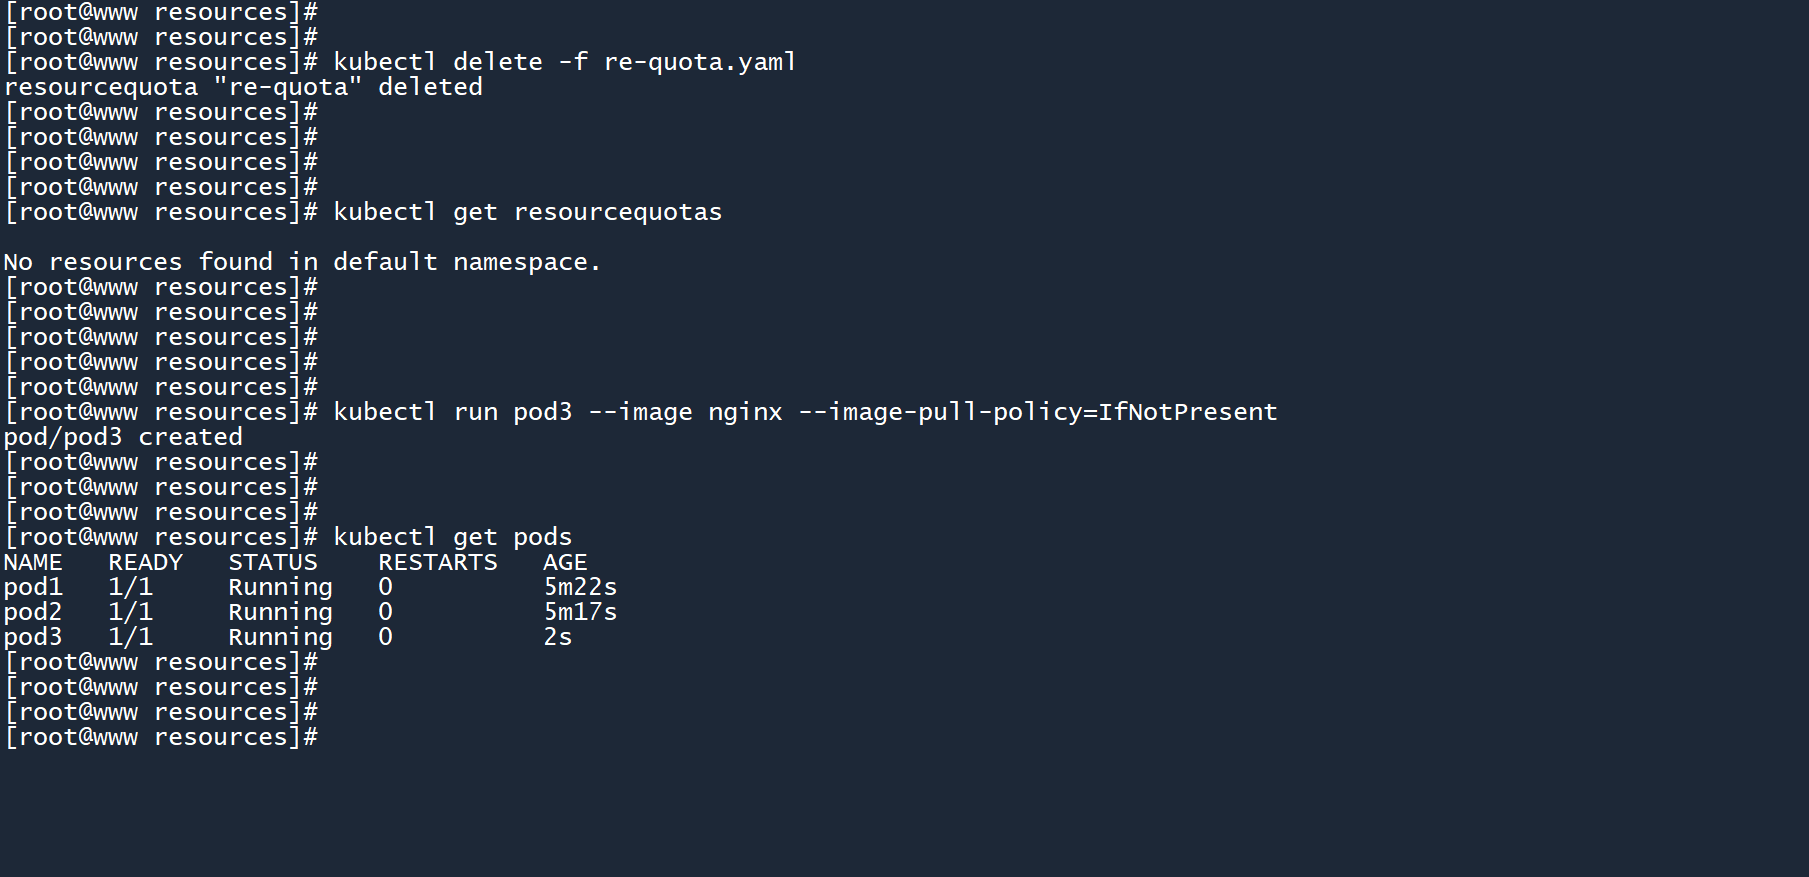 [root@www resources]#
[root@www resources]#
[root@www resources]# kubectl delete -f re-quota.yaml
resourcequota "re-quota" deleted
[root@www resources]#
[root@www resources]#
[root@www resources]#
[root@www resources]#
[root@www resources]# kubectl get resourcequotas
No resources found in default namespace.
[root@www resources]#
[root@www resources]#
[root@www resources]#
[root@www resources]#
[root@www resources]#
[root@www resources]# kubectl run pod3 --image nginx --image-pull-policy=IfNotPresent
pod/pod3 created
[root@www resources]#
[root@www resources]#
[root@www resources]#
[root@www resources]# kubectl get pods
NAME   READY   STATUS    RESTARTS   AGE
pod1   1/1     Running   0          5m22s
pod2   1/1     Running   0          5m17s
pod3   1/1     Running   0          2s
[root@www resources]#
[root@www resources]#
[root@www resources]#
[root@www resources]#